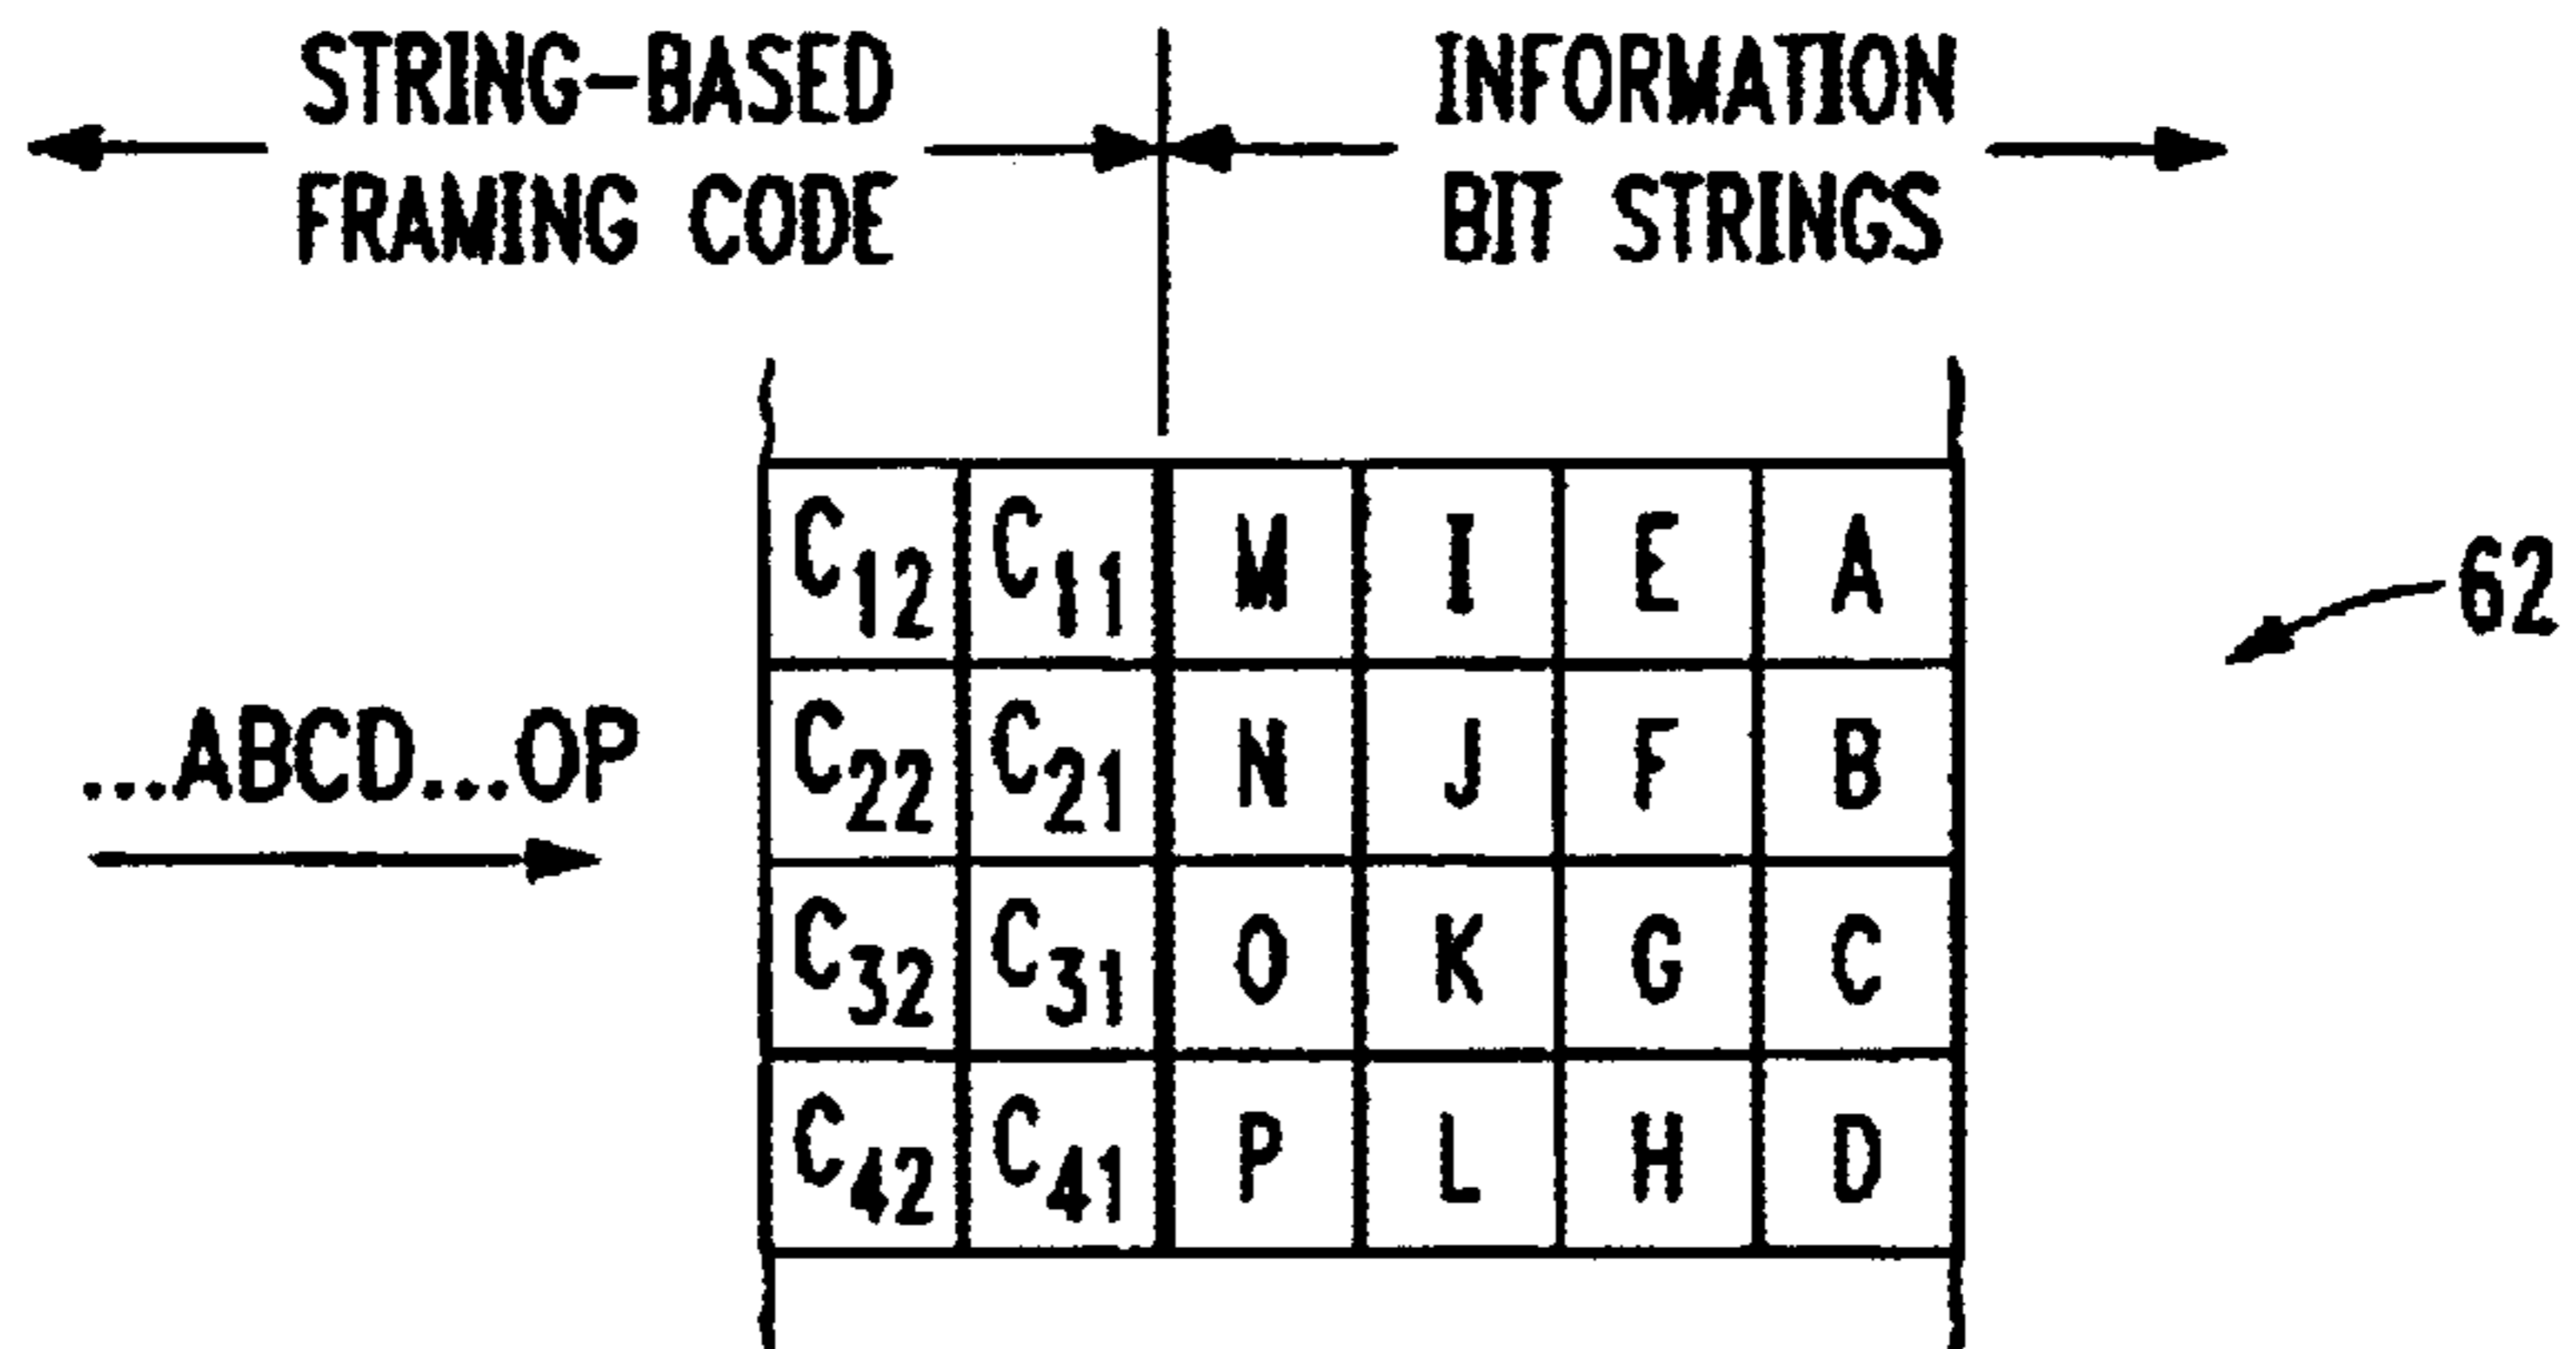 STRING-BASED
FRAMING CODE
INFORMATION
BIT STRINGS
C12 C11 M I E A
62
...ABCD...OP
C22 C21 N J F B
C32 C31 O K G C
C42 C41 P L H D